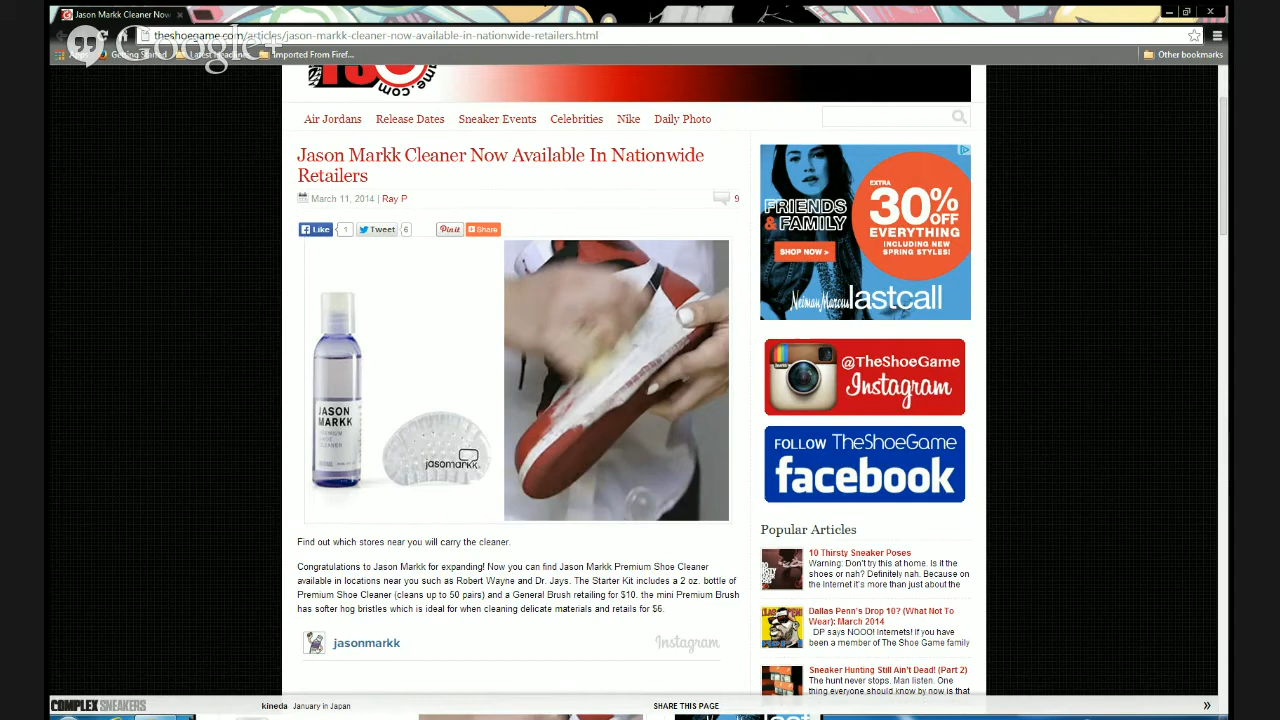 Jason Markk Cleaner Now
Google+
theshoegame.com/articles/jason-markk-cleaner-now-available-in-nationwide-retailers.html
Imported From Firef...
Other bookmarks
Air Jordans Release Dates Sneaker Events Celebrities Nike Daily Photo
Jason Markk Cleaner Now Available In Nationwide
Retailers
March 11, 2014 | Ray P
9
Like 1 Tweet 6 Pin it Share
JASON
MARKK
PREMIUM
SHOE
CLEANER
jasonmarkk
EXTRA
30% OFF
EVERYTHING
INCLUDING NEW
SPRING STYLES!
FRIENDS
& FAMILY
SHOP NOW >
Neiman Marcus lastcall
@TheShoeGame
Instagram
FOLLOW TheShoeGame
facebook
Find out which stores near you will carry the cleaner.
Congratulations to Jason Markk for expanding! Now you can find Jason Markk Premium Shoe Cleaner
available in locations near you such as Robert Wayne and Dr. Jays. The Starter Kit includes a 2 oz. bottle of
Premium Shoe Cleaner (cleans up to 50 pairs) and a General Brush retailing for $10. the mini Premium Brush
has softer hog bristles which is ideal for when cleaning delicate materials and retails for $6.
jasonmarkk
Instagram
Popular Articles
10 Thirsty Sneaker Poses
Warning: Don't try this at home. Is it the
shoes or nah? Definitely nah. Because on
the Internet it's more than just about the
Dallas Penn's Drop 10? (What Not To
Wear): March 2014
DP says NOOO! Internets! If you have
been a member of The Shoe Game family
Sneaker Hunting Still Ain't Dead! (Part 2)
The hunt never stops. Man listen. One
thing everyone should know by now is that
COMPLEX SNEAKERS
kineda January in Japan
SHARE THIS PAGE